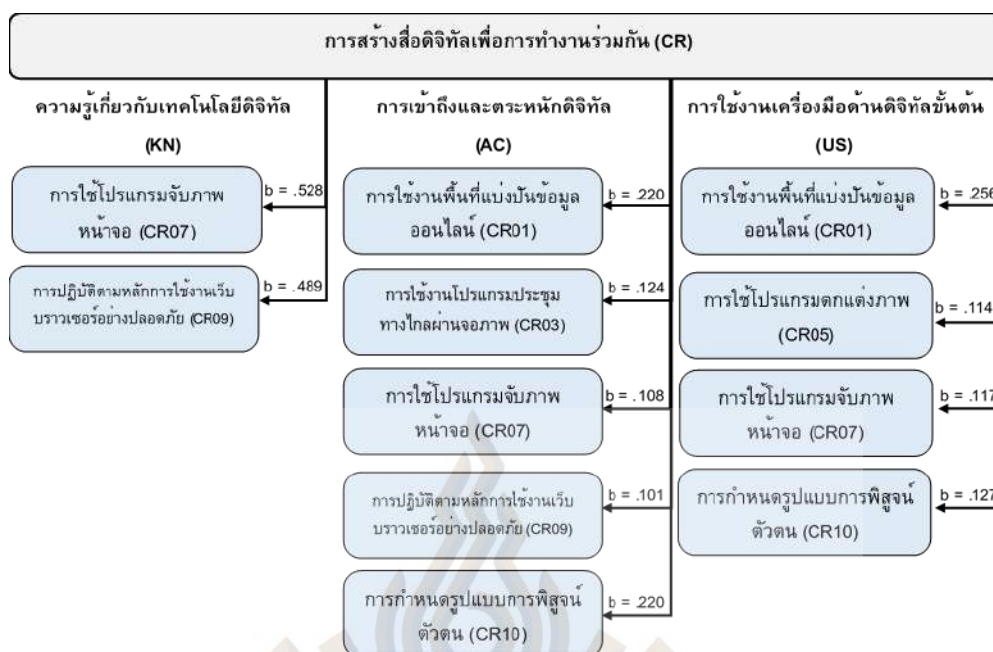 การสร้างสื่อดิจิทัลเพื่อการทำงานร่วมกัน (CR)
ความรู้เกี่ยวกับเทคโนโลยีดิจิทัล
(KN)
การใช้โปรแกรมจับภาพ
หน้าจอ (CR07)
b = .528
การปฏิบัติตามหลักการใช้งานเว็บ
บราวเซอร์อย่างปลอดภัย (CR09)
b = .489
การเข้าถึงและตระหนักดิจิทัล
(AC)
การใช้งานพื้นที่แบ่งปันข้อมูล
ออนไลน์ (CR01)
b = .220
การใช้งานโปรแกรมประชุม
ทางไกลผ่านจอภาพ (CR03)
b = .124
การใช้โปรแกรมจับภาพ
หน้าจอ (CR07)
b = .108
การปฏิบัติตามหลักการใช้งานเว็บ
บราวเซอร์อย่างปลอดภัย (CR09)
b = .101
การกำหนดรูปแบบการพิสูจน์
ตัวตน (CR10)
b = .220
การใช้งานเครื่องมือด้านดิจิทัลขั้นต้น
(US)
การใช้งานพื้นที่แบ่งปันข้อมูล
ออนไลน์ (CR01)
b = .256
การใช้โปรแกรมตกแต่งภาพ
(CR05)
b = .114
การใช้โปรแกรมจับภาพ
หน้าจอ (CR07)
b = .117
การกำหนดรูปแบบการพิสูจน์
ตัวตน (CR10)
b = .127